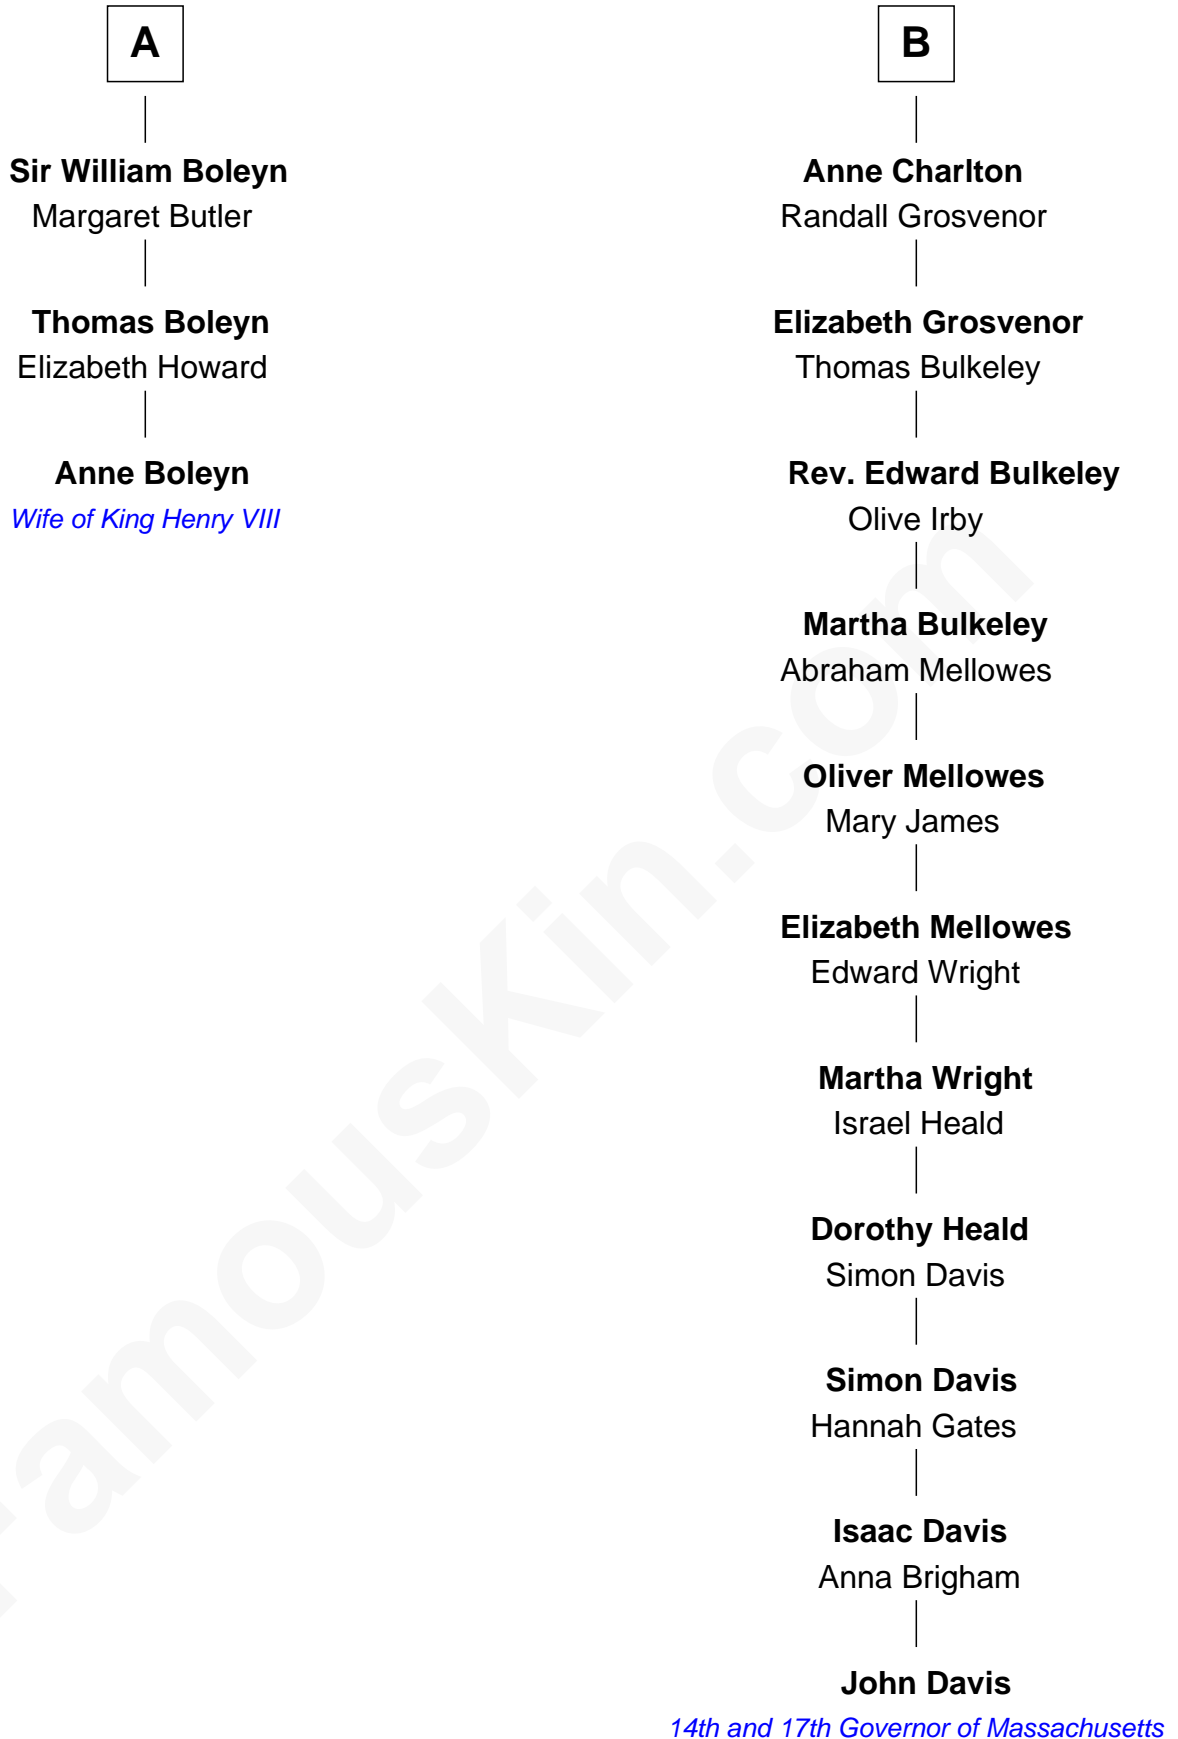 A
Sir William Boleyn
Margaret Butler
Thomas Boleyn
Elizabeth Howard
Anne Boleyn
Wife of King Henry VIII
B
Anne Charlton
Randall Grosvenor
Elizabeth Grosvenor
Thomas Bulkeley
Rev. Edward Bulkeley
Olive Irby
Martha Bulkeley
Abraham Mellowes
Oliver Mellowes
Mary James
Elizabeth Mellowes
Edward Wright
Martha Wright
Israel Heald
Dorothy Heald
Simon Davis
Simon Davis
Hannah Gates
Isaac Davis
Anna Brigham
John Davis
14th and 17th Governor of Massachusetts
FamousKin.com